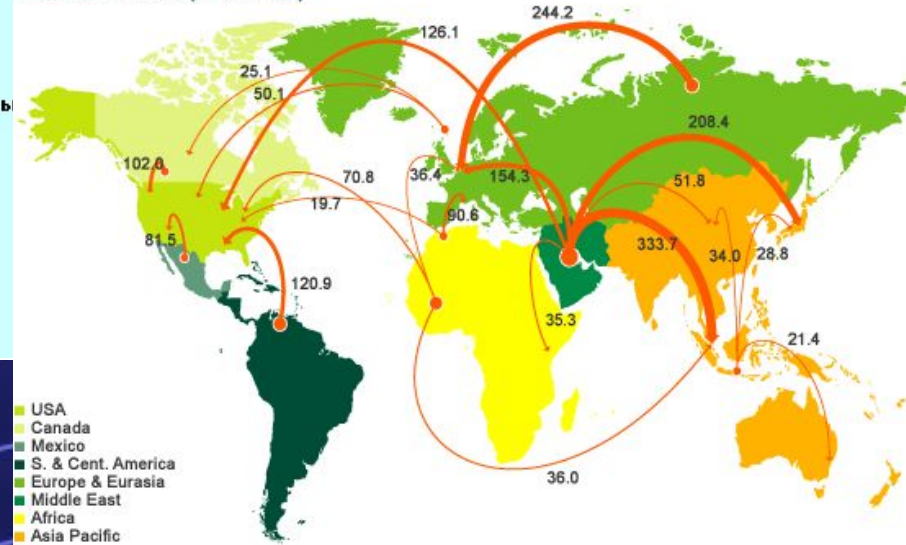 244.2
126.1
25.1
50.1
ы
208.4
102.0
70.8
36.4
154.3
51.8
19.7
90.6
81.5
333.7
34.0
28.8
120.9
35.3
21.4
36.0
USA
Canada
Mexico
S. & Cent. America
Europe & Eurasia
Middle East
Africa
Asia Pacific